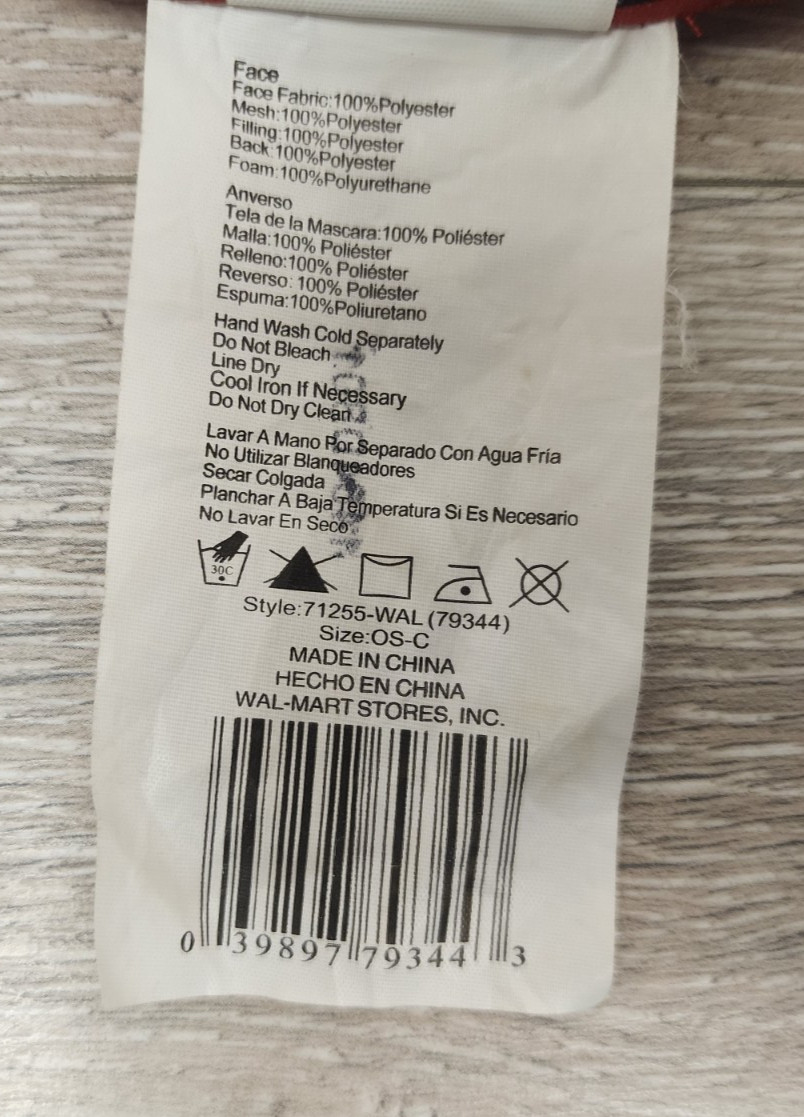 Face
Face Fabric:100%Polyester
Mesh:100%Polyester
Filling:100%Polyester
Back:100%Polyester
Foam:100%Polyurethane
Anverso
Tela de la Mascara:100% Poliéster
Malla:100% Poliéster
Relleno:100% Poliéster
Reverso: 100% Poliéster
Espuma:100%Poliuretano
Hand Wash Cold Separately
Do Not Bleach
Line Dry
Cool Iron If Necessary
Do Not Dry Clean
Lavar A Mano Por Separado Con Agua Fría
No Utilizar Blanqueadores
Secar Colgada
Planchar A Baja Temperatura Si Es Necesario
No Lavar En Seco
30C
Style:71255-WAL (79344)
Size:OS-C
MADE IN CHINA
HECHO EN CHINA
WAL-MART STORES, INC.
0 39897 79344 3